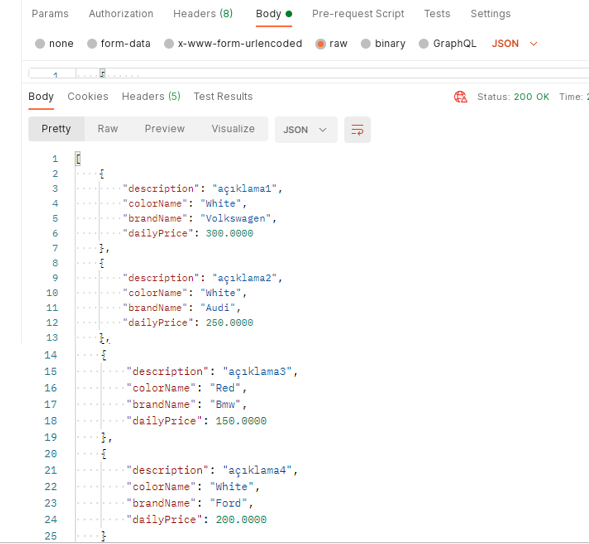 Params Authorization Headers (8) Body Pre-request Script Tests Settings
none form-data x-www-form-urlencoded raw binary GraphQL JSON
1
Body Cookies Headers (5) Test Results Status: 200 OK Time:
Pretty Raw Preview Visualize JSON
1 [
2 {
3 "description": "açıklama1",
4 "colorName": "White",
5 "brandName": "Volkswagen",
6 "dailyPrice": 300.0000
7 },
8 {
9 "description": "açıklama2",
10 "colorName": "White",
11 "brandName": "Audi",
12 "dailyPrice": 250.0000
13 },
14 {
15 "description": "açıklama3",
16 "colorName": "Red",
17 "brandName": "Bmw",
18 "dailyPrice": 150.0000
19 },
20 {
21 "description": "açıklama4",
22 "colorName": "White",
23 "brandName": "Ford",
24 "dailyPrice": 200.0000
25 }